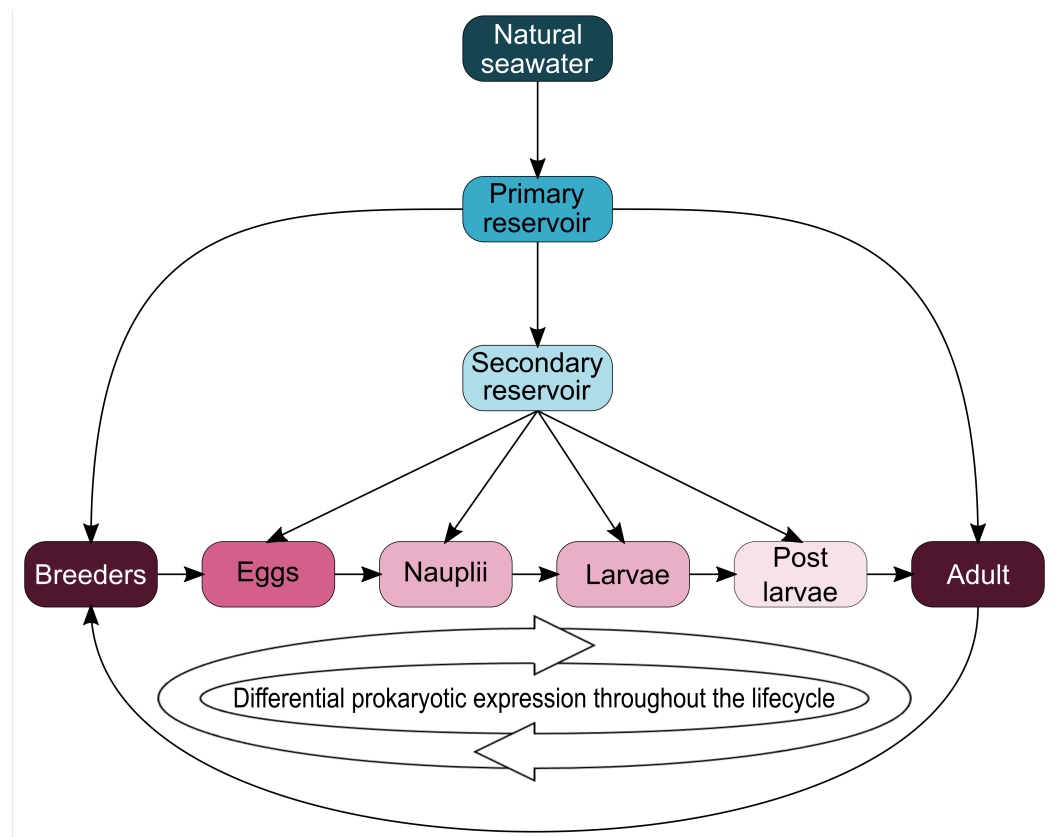 Natural
seawater
Primary
reservoir
Secondary
reservoir
Breeders
Eggs
Nauplii
Larvae
Post
larvae
Adult
Differential prokaryotic expression throughout the lifecycle